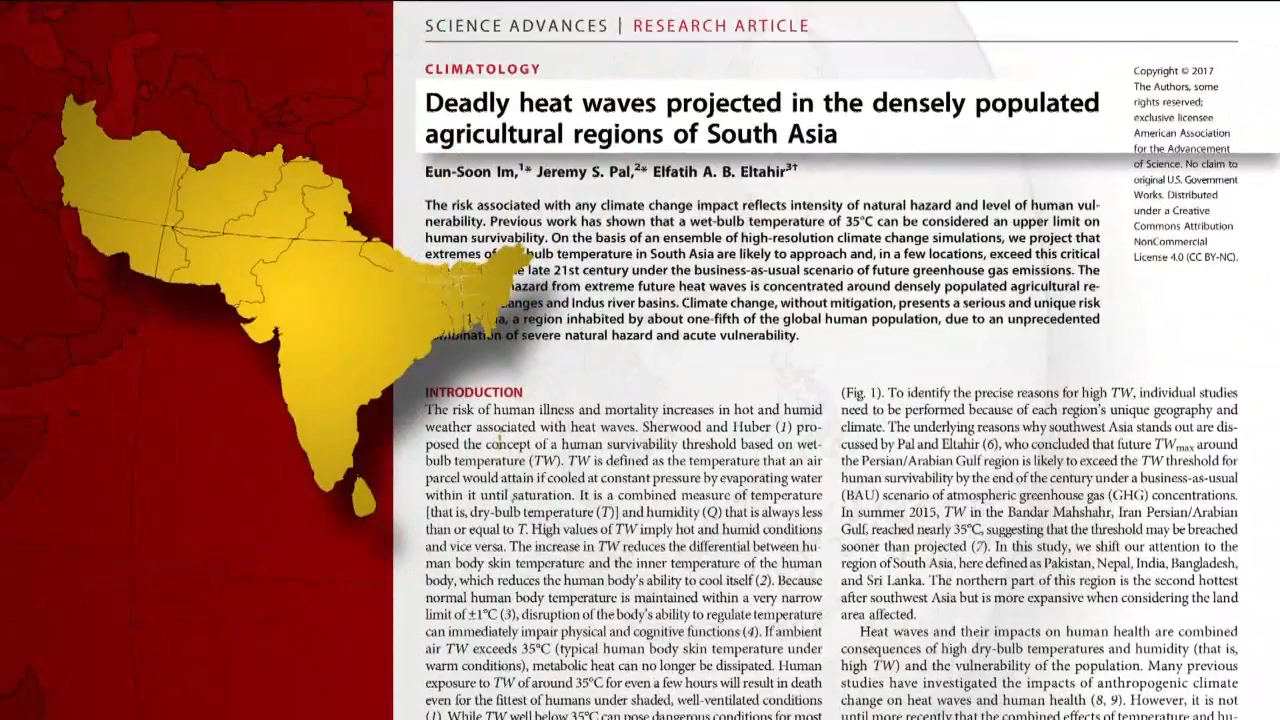 SCIENCE ADVANCES | RESEARCH ARTICLE
CLIMATOLOGY
Deadly heat waves projected in the densely populated
agricultural regions of South Asia
Eun-Soon Im,1* Jeremy S. Pal,2* Elfatih A. B. Eltahir3†
The risk associated with any climate change impact reflects intensity of natural hazard and level of human vul-
nerability. Previous work has shown that a wet-bulb temperature of 35°C can be considered an upper limit on
human survivability. On the basis of an ensemble of high-resolution climate change simulations, we project that
extremes of bulb temperature in South Asia are likely to approach and, in a few locations, exceed this critical
late 21st century under the business-as-usual scenario of future greenhouse gas emissions. The
hazard from extreme future heat waves is concentrated around densely populated agricultural re-
anges and Indus river basins. Climate change, without mitigation, presents a serious and unique risk
a, a region inhabited by about one-fifth of the global human population, due to an unprecedented
of severe natural hazard and acute vulnerability.
Copyright © 2017
The Authors, some
rights reserved;
exclusive licensee
American Association
for the Advancement
of Science. No claim to
original U.S. Government
Works. Distributed
under a Creative
Commons Attribution
NonCommercial
License 4.0 (CC BY-NC).
INTRODUCTION
The risk of human illness and mortality increases in hot and humid
weather associated with heat waves. Sherwood and Huber (1) pro-
posed the concept of a human survivability threshold based on wet-
bulb temperature (TW). TW is defined as the temperature that an air
parcel would attain if cooled at constant pressure by evaporating water
within it until saturation. It is a combined measure of temperature
[that is, dry-bulb temperature (T)] and humidity (Q) that is always less
than or equal to T. High values of TW imply hot and humid conditions
and vice versa. The increase in TW reduces the differential between hu-
man body skin temperature and the inner temperature of the human
body, which reduces the human body's ability to cool itself (2). Because
normal human body temperature is maintained within a very narrow
limit of ±1°C (3), disruption of the body's ability to regulate temperature
can immediately impair physical and cognitive functions (4). If ambient
air TW exceeds 35°C (typical human body skin temperature under
warm conditions), metabolic heat can no longer be dissipated. Human
exposure to TW of around 35°C for even a few hours will result in death
even for the fittest of humans under shaded, well-ventilated conditions
(1). While TW well below 35°C can pose dangerous conditions for most
(Fig. 1). To identify the precise reasons for high TW, individual studies
need to be performed because of each region's unique geography and
climate. The underlying reasons why southwest Asia stands out are dis-
cussed by Pal and Eltahir (6), who concluded that future TWmax around
the Persian/Arabian Gulf region is likely to exceed the TW threshold for
human survivability by the end of the century under a business-as-usual
(BAU) scenario of atmospheric greenhouse gas (GHG) concentrations.
In summer 2015, TW in the Bandar Mahshahr, Iran Persian/Arabian
Gulf, reached nearly 35°C, suggesting that the threshold may be breached
sooner than projected (7). In this study, we shift our attention to the
region of South Asia, here defined as Pakistan, Nepal, India, Bangladesh,
and Sri Lanka. The northern part of this region is the second hottest
after southwest Asia but is more expansive when considering the land
area affected.
Heat waves and their impacts on human health are combined
consequences of high dry-bulb temperatures and humidity (that is,
high TW) and the vulnerability of the population. Many previous
studies have investigated the impacts of anthropogenic climate
change on heat waves and human health (8, 9). However, it is not
until more recently that the combined effects of temperature and hu-